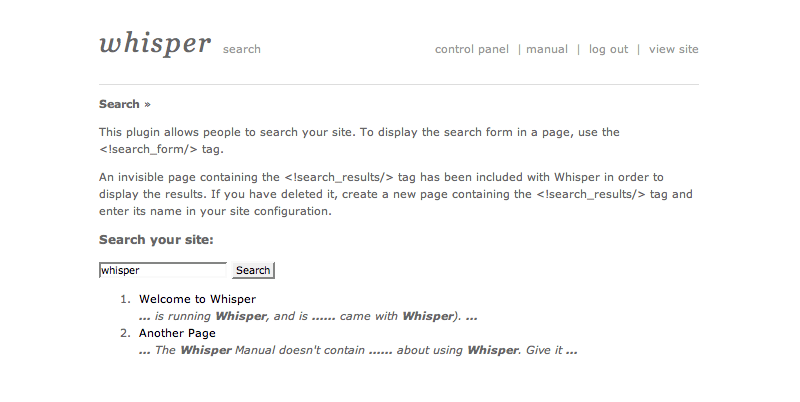 whisper search control panel | manual | log out | view site
Search »
This plugin allows people to search your site. To display the search form in a page, use the
<!search_form/> tag.
An invisible page containing the <!search_results/> tag has been included with Whisper in order to
display the results. If you have deleted it, create a new page containing the <!search_results/> tag and
enter its name in your site configuration.
Search your site:
whisper Search
1. Welcome to Whisper
... is running Whisper, and is ...... came with Whisper). ...
2. Another Page
... The Whisper Manual doesn't contain ...... about using Whisper. Give it ...